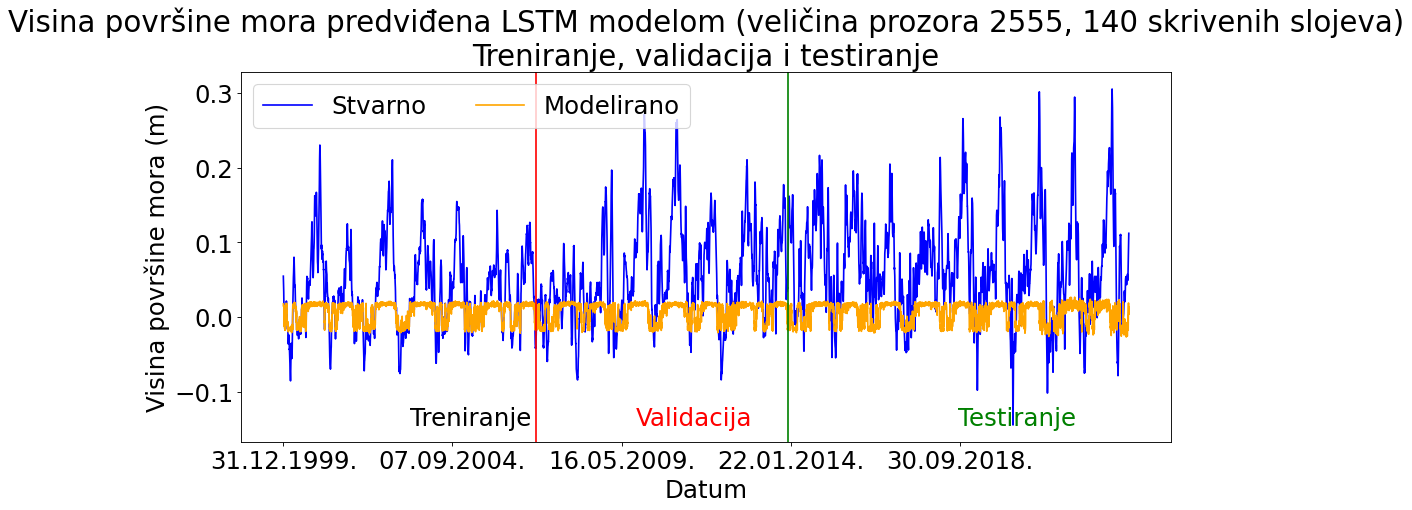 Visina površine mora predviđena LSTM modelom (veličina prozora 2555, 140 skrivenih slojeva)
Treniranje, validacija i testiranje
Stvarno
Modelirano
Visina površine mora (m)
0.3
0.2
0.1
0.0
−0.1
Treniranje
Validacija
Testiranje
31.12.1999.
07.09.2004.
16.05.2009.
22.01.2014.
30.09.2018.
Datum